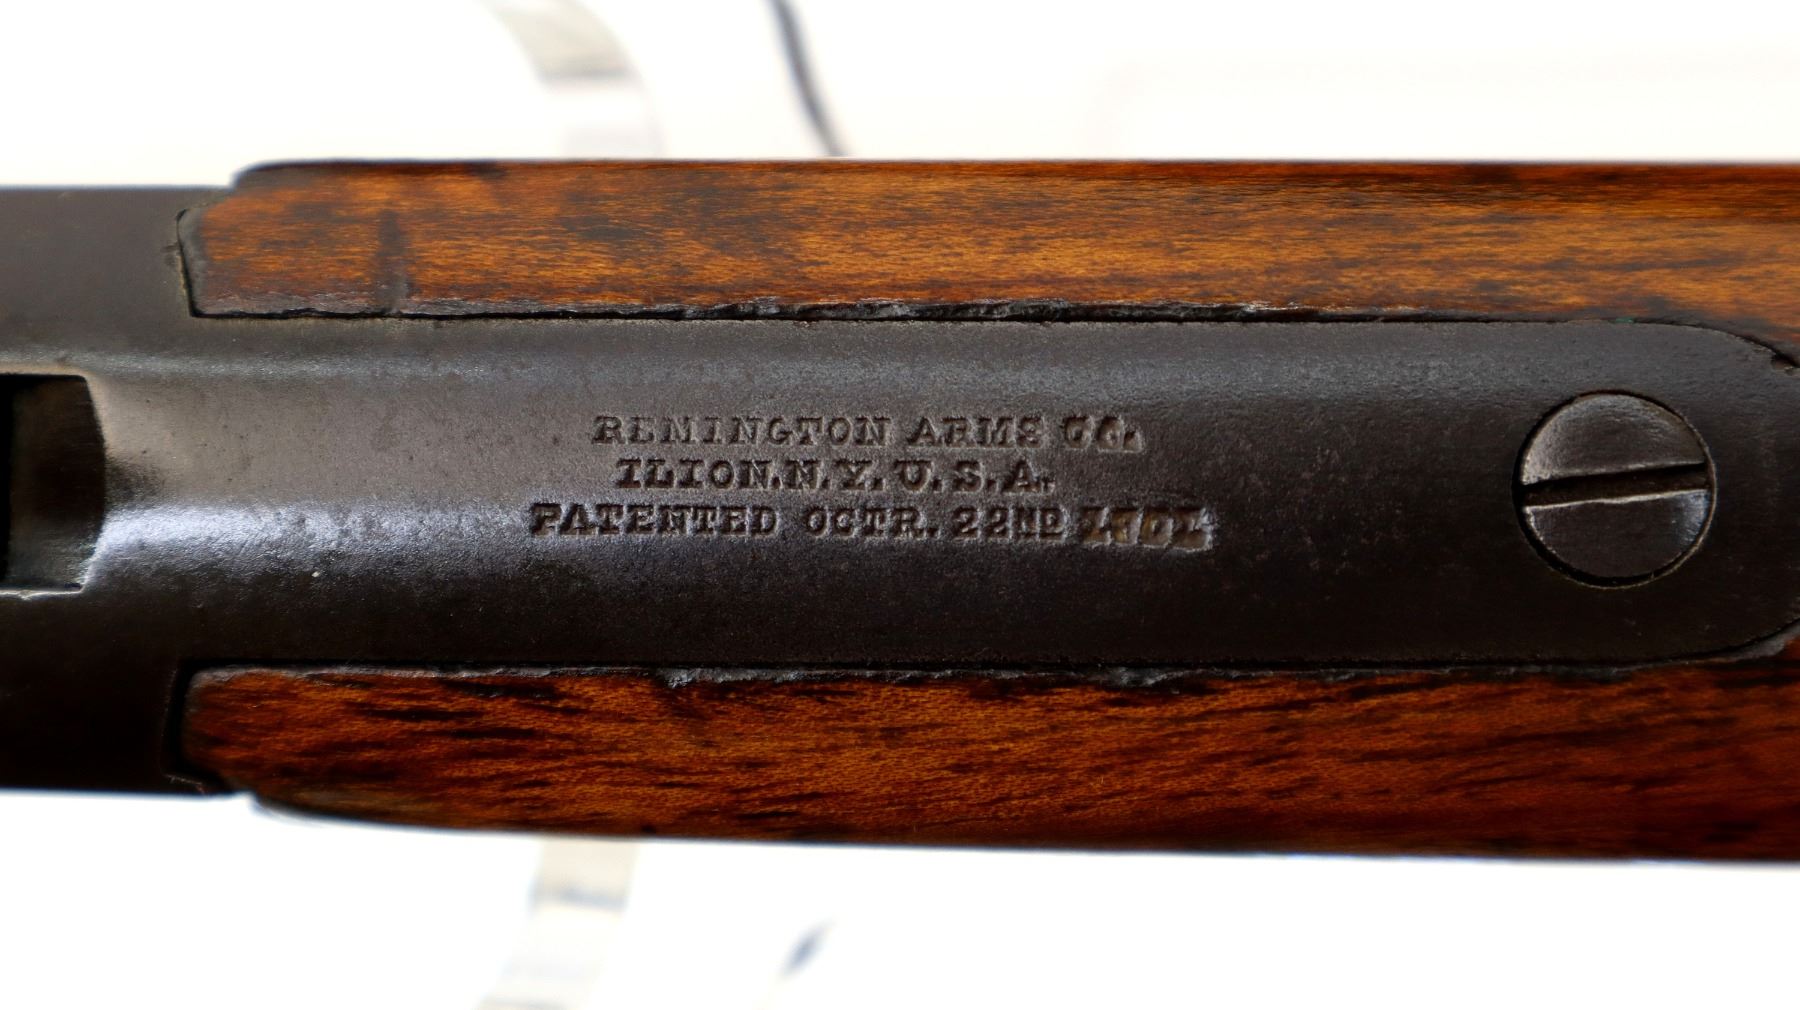 REMINGTON ARMS CO.
ILION.N.Y.U.S.A.
PATENTED OCTR. 22ND